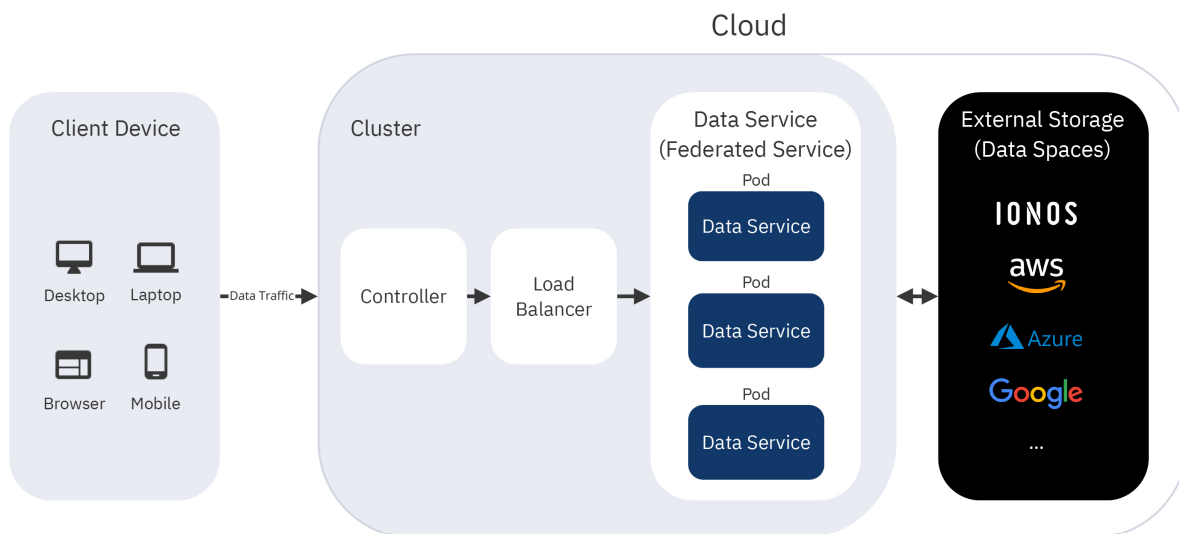 Cloud
Client Device
Desktop
Laptop
Browser
Mobile
Data Traffic
Cluster
Controller
Load
Balancer
Data Service
(Federated Service)
Pod
Data Service
Pod
Data Service
Pod
Data Service
External Storage
(Data Spaces)
IONOS
aws
Azure
Google
...